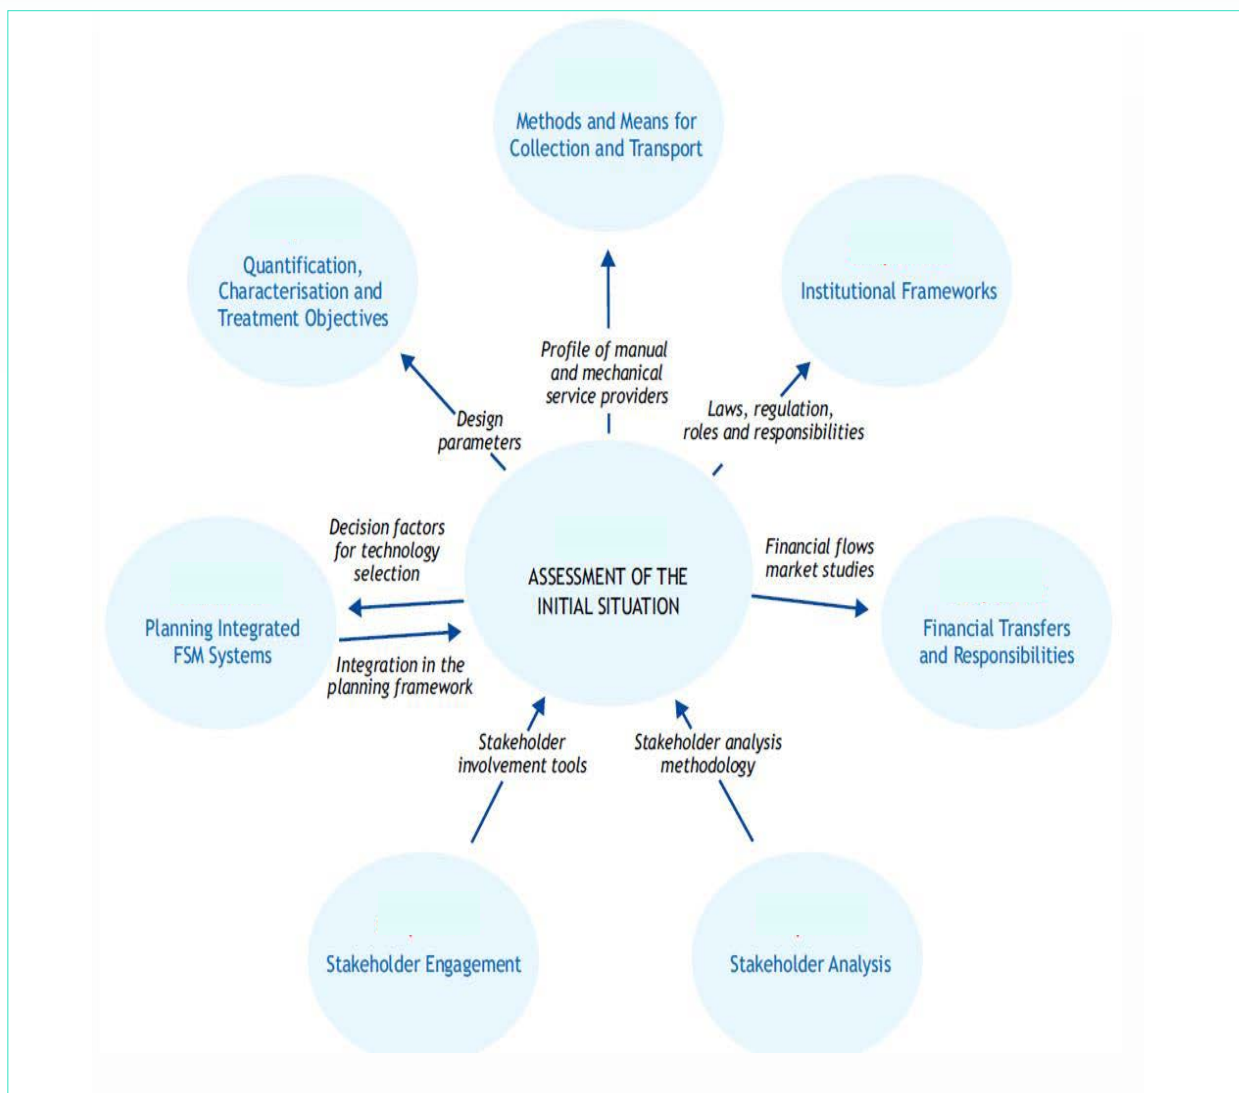 Methods and Means for
Collection and Transport
Quantification,
Characterisation and
Treatment Objectives
Institutional Frameworks
Profile of manual
and mechanical
service providers
Laws, regulation,
roles and responsibilities
Design
parameters
Decision factors
for technology
selection
Financial flows
market studies
ASSESSMENT OF THE
INITIAL SITUATION
Planning Integrated
FSM Systems
Financial Transfers
and Responsibilities
Integration in the
planning framework
Stakeholder
involvement tools
Stakeholder analysis
methodology
Stakeholder Engagement
Stakeholder Analysis